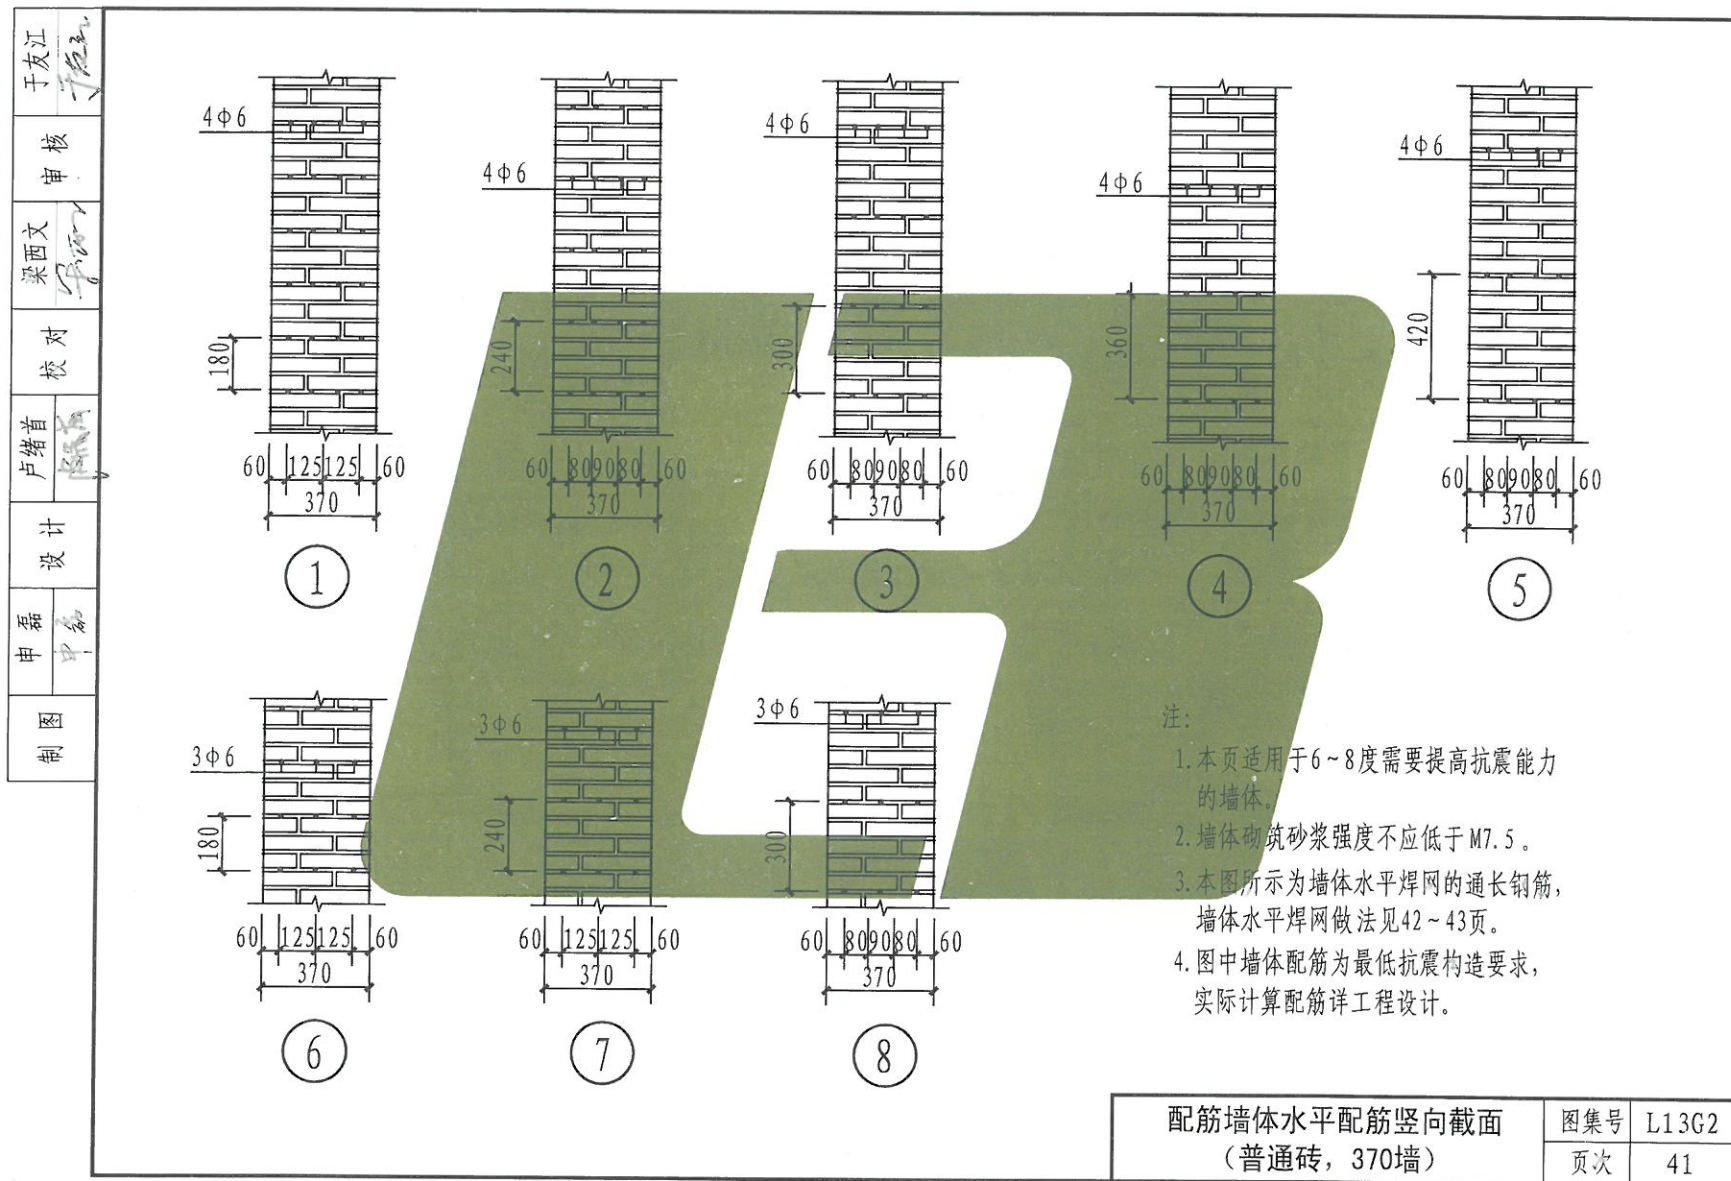 于友江
审核
梁西文
校对
卢绪首
设计
申磊
制图
4φ6
180
60 125 125 60
370
1
4φ6
240
60 80 90 80 60
370
2
4φ6
300
60 80 90 80 60
370
3
4φ6
360
60 80 90 80 60
370
4
4φ6
420
60 80 90 80 60
370
5
3φ6
180
60 125 125 60
370
6
3φ6
240
60 125 125 60
370
7
3φ6
300
60 80 90 80 60
370
8
注:
1.本页适用于6~8度需要提高抗震能力
的墙体。
2.墙体砌筑砂浆强度不应低于M7.5。
3.本图所示为墙体水平焊网的通长钢筋,
墙体水平焊网做法见42~43页。
4.图中墙体配筋为最低抗震构造要求,
实际计算配筋详工程设计。
配筋墙体水平配筋竖向截面
(普通砖，370墙)
图集号 L13G2
页次 41